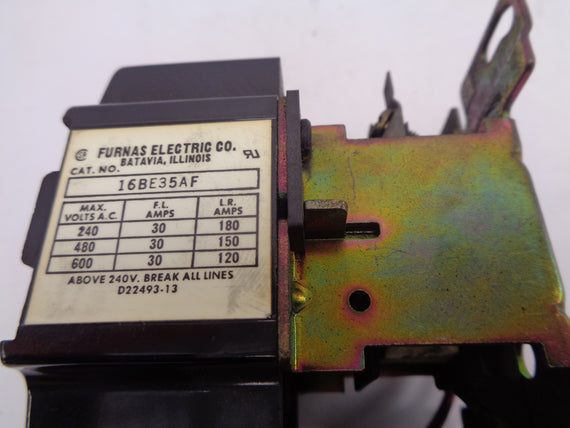 FURNAS ELECTRIC CO.
BATAVIA, ILLINOIS
CAT. NO.
16BE35AF
MAX. VOLTS A.C. F.L. AMPS L.R. AMPS
240 30 180
480 30 150
600 30 120
ABOVE 240V. BREAK ALL LINES
D22493-13